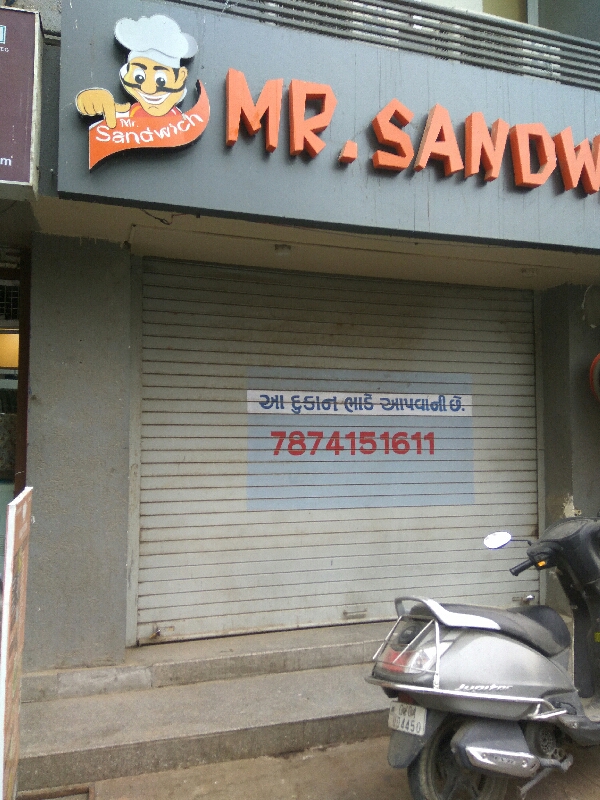 Mr.
Sandwich
MR. SANDW
આ દુકાન ભાડે આપવાની છે.
7874151611
Jupiter